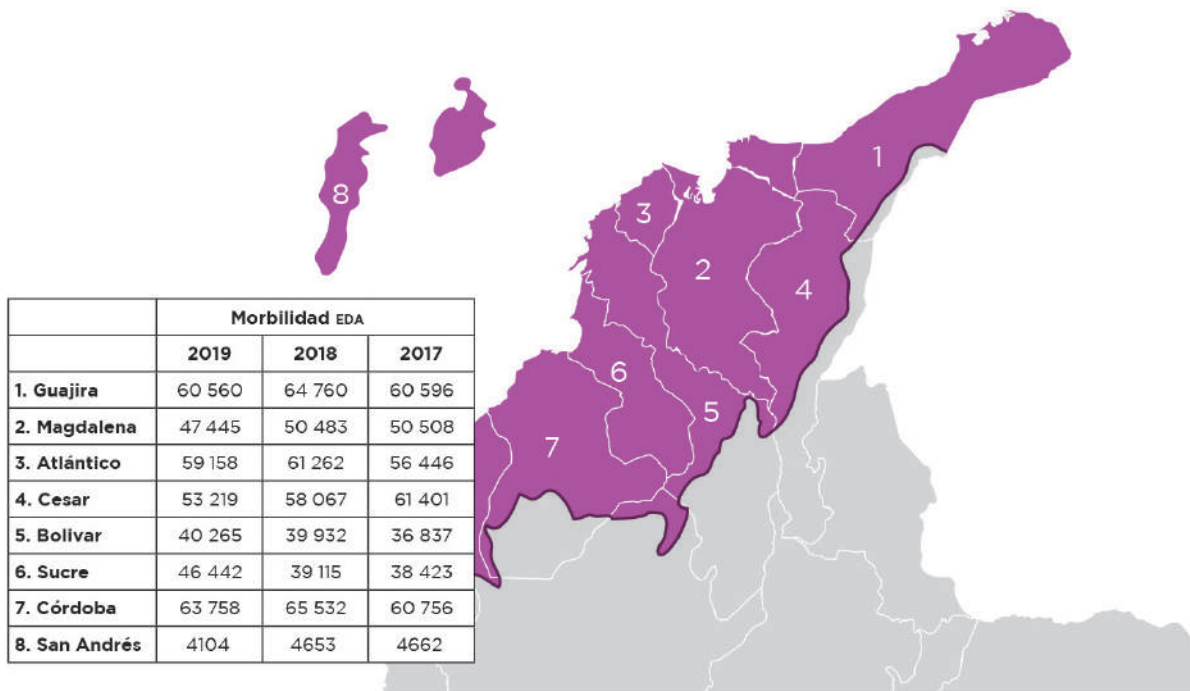 1
8
3
2
4
6
5
7
Morbilidad EDA
2019 2018 2017
1. Guajira 60 560 64 760 60 596
2. Magdalena 47 445 50 483 50 508
3. Atlántico 59 158 61 262 56 446
4. Cesar 53 219 58 067 61 401
5. Bolivar 40 265 39 932 36 837
6. Sucre 46 442 39 115 38 423
7. Córdoba 63 758 65 532 60 756
8. San Andrés 4104 4653 4662